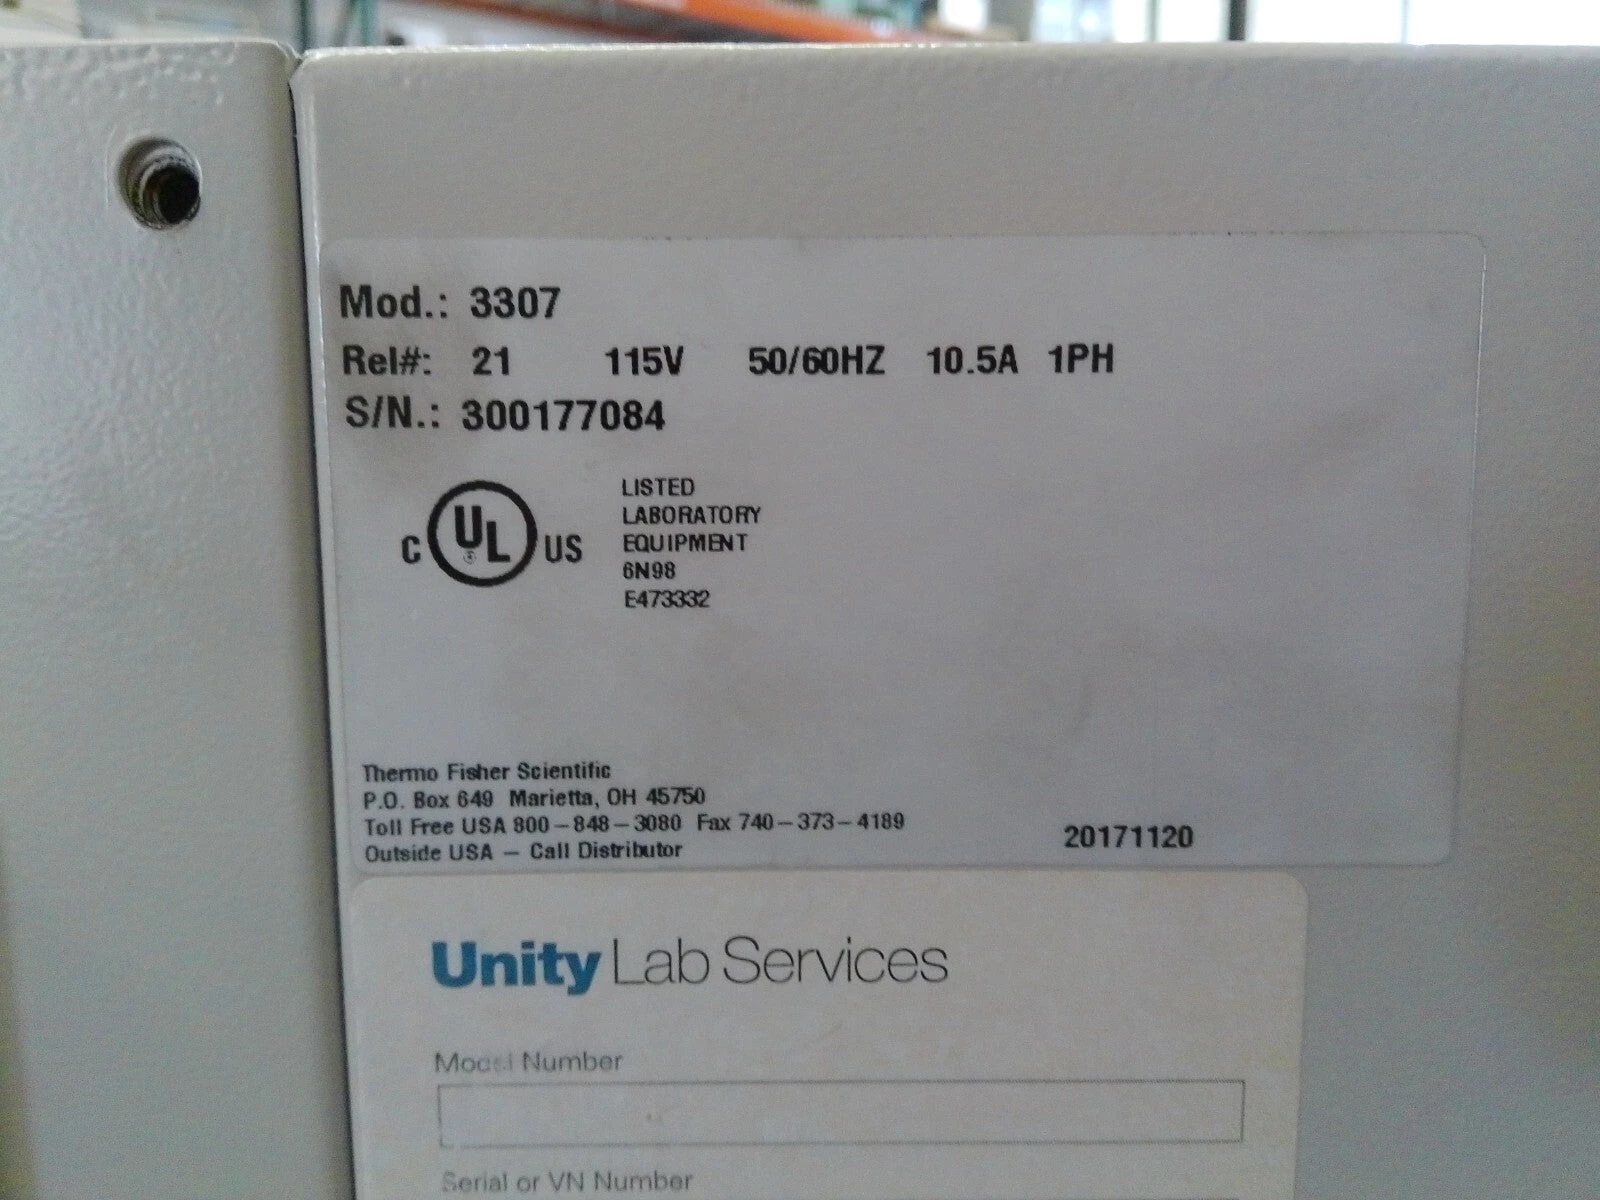 Mod.: 3307
Rel#: 21 115V 50/60HZ 10.5A 1PH
S/N.: 300177084
C UL US
LISTED
LABORATORY
EQUIPMENT
6N98
E473332
Thermo Fisher Scientific
P.O. Box 649 Marietta, OH 45750
Toll Free USA 800-848-3080 Fax 740-373-4189
Outside USA - Call Distributor
20171120
Unity Lab Services
Model Number
Serial or VN Number